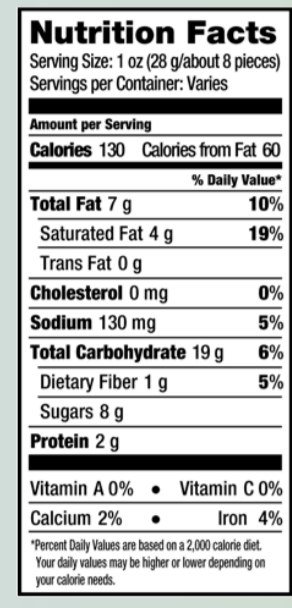 Nutrition Facts
Serving Size: 1 oz (28 g/about 8 pieces)
Servings per Container: Varies
Amount per Serving
Calories 130 Calories from Fat 60
% Daily Value*
Total Fat 7 g 10%
Saturated Fat 4 g 19%
Trans Fat 0 g
Cholesterol 0 mg 0%
Sodium 130 mg 5%
Total Carbohydrate 19 g 6%
Dietary Fiber 1 g 5%
Sugars 8 g
Protein 2 g
Vitamin A 0% • Vitamin C 0%
Calcium 2% • Iron 4%
*Percent Daily Values are based on a 2,000 calorie diet.
Your daily values may be higher or lower depending on
your calorie needs.